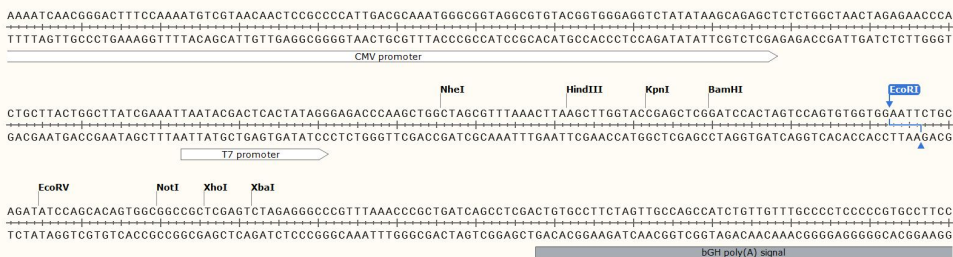 AAAATCAACGGGACTTTCCAAAATGTCGTAACAACTCCGCCCCATTGACGCAAATGGGCGGTAGGCGTGTACGGTGGGAGGTCTATATAAGCAGAGCTCTCTGGCTAACTAGAGAACCCA
TTTTAGTTGCCCTGAAAGGTTTTACAGCATTGTTGAGGCGGGGTAACTGCGTTTACCCGCCATCCGCACATGCCACCCTCCAGATATATTCGTCTCGAGAGACCGATTGATCTCTTGGGT
CMV promoter
NheI HindIII KpnI BamHI EcoRI
CTGCTTACTGGCTTATCGAAATTAATACGACTCACTATAGGGAGACCCAAGCTGGCTAGCGTTTAAACTTAAGCTTGGTACCGAGCTCGGATCCACTAGTCCAGTGTGGTGGAATTCTGC
GACGAATGACCGAATAGCTTTAATTATGCTGAGTGATATCCCTCTGGGTTCGACCGATCGCAAATTTGAATTCGAACCATGGCTCGAGCCTAGGTGATCAGGTCACACCACCTTAAGACG
T7 promoter
EcoRV NotI XhoI XbaI
AGATATCCAGCACAGTGGCGGCCGCTCGAGTCTAGAGGGCCCGTTTAAACCCGCTGATCAGCCTCGACTGTGCCTTCTAGTTGCCAGCCATCTGTTGTTTGCCCCTCCCCCGTGCCTTCC
TCTATAGGTCGTGTCACCGCCGGCGAGCTCAGATCTCCCGGGCAAATTTGGGCGACTAGTCGGAGCTGACACGGAAGATCAACGGTCGGTAGACAACAAACGGGGAGGGGGCACGGAAGG
bGH poly(A) signal